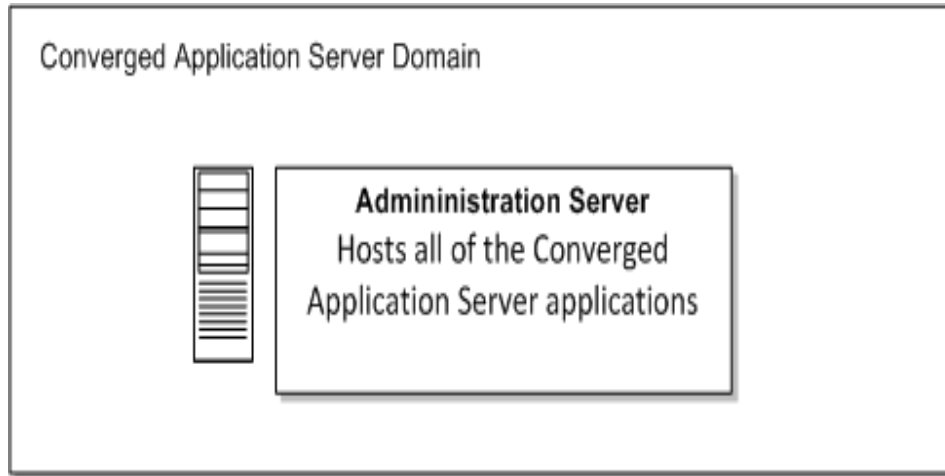 Converged Application Server Domain
Admininistration Server
Hosts all of the Converged
Application Server applications